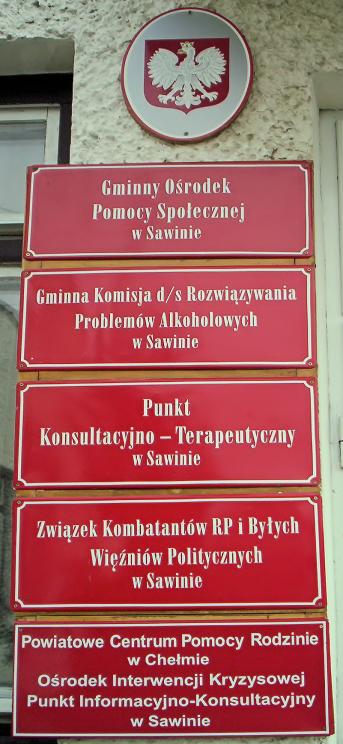 Gminny Ośrodek
Pomocy Społecznej
w Sawinie
Gminna Komisja d/s Rozwiązywania
Problemów Alkoholowych
w Sawinie
Punkt
Konsultacyjno – Terapeutyczny
w Sawinie
Związek Kombatantów RP i Byłych
Więźniów Politycznych
w Sawinie
Powiatowe Centrum Pomocy Rodzinie
w Chełmie
Ośrodek Interwencji Kryzysowej
Punkt Informacyjno-Konsultacyjny
w Sawinie